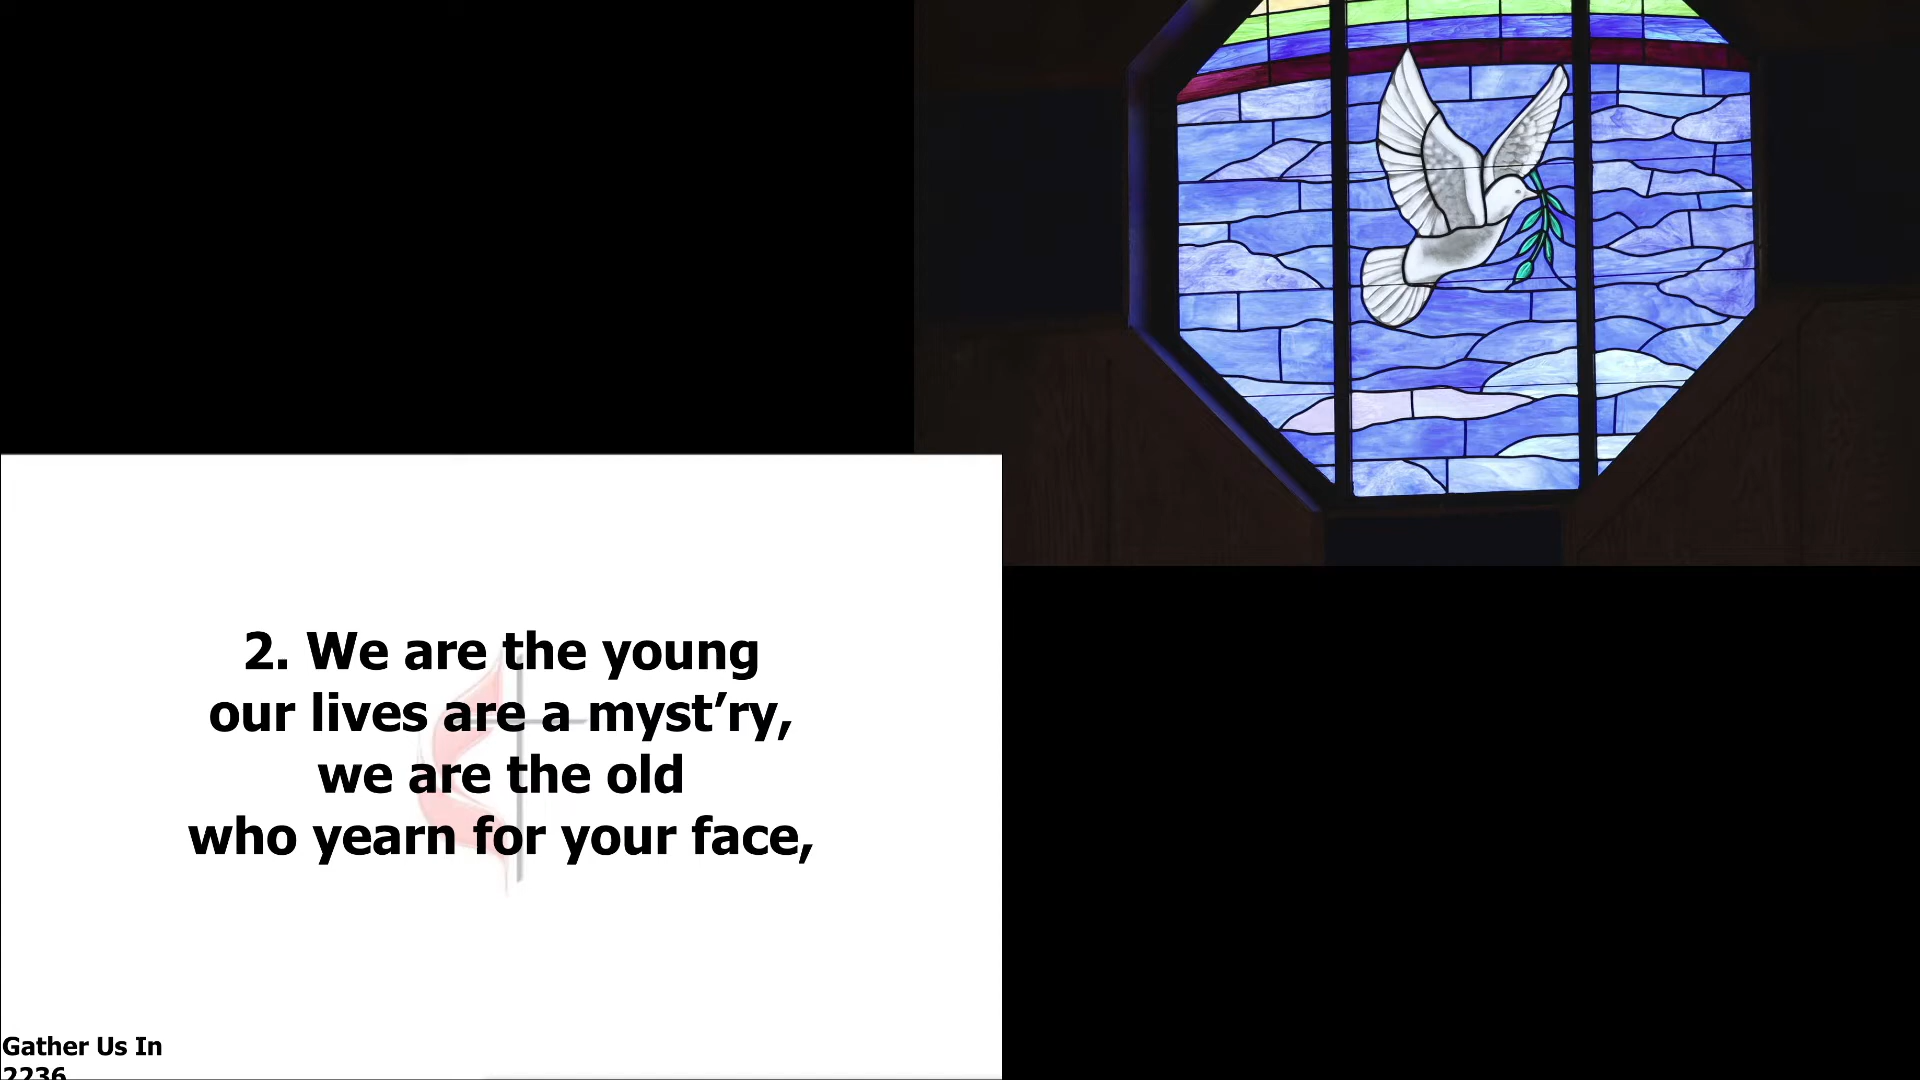 2. We are the young
our lives are a myst’ry,
we are the old
who yearn for your face,
Gather Us In
2236